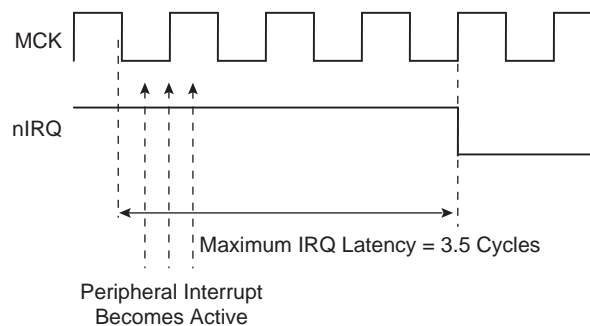 MCK
nIRQ
Maximum IRQ Latency = 3.5 Cycles
Peripheral Interrupt
Becomes Active